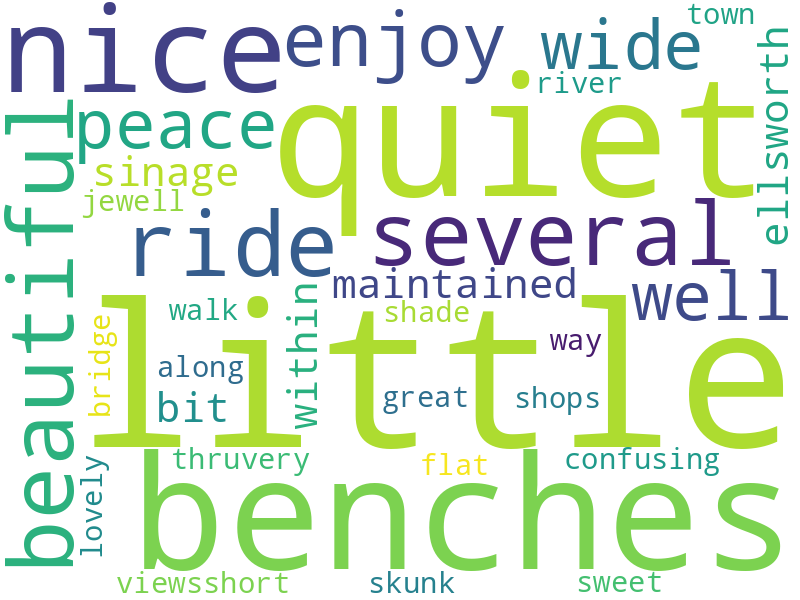 nice
enjoy
wide
town
river
ellsworth
quiet
peace
sinage
jewell
beautiful
ride
several
maintained
well
walk
within
shade
little
bridge
along
way
bit
great
shops
thruvery
flat
confusing
lovely
benches
viewsshort
skunk
sweet